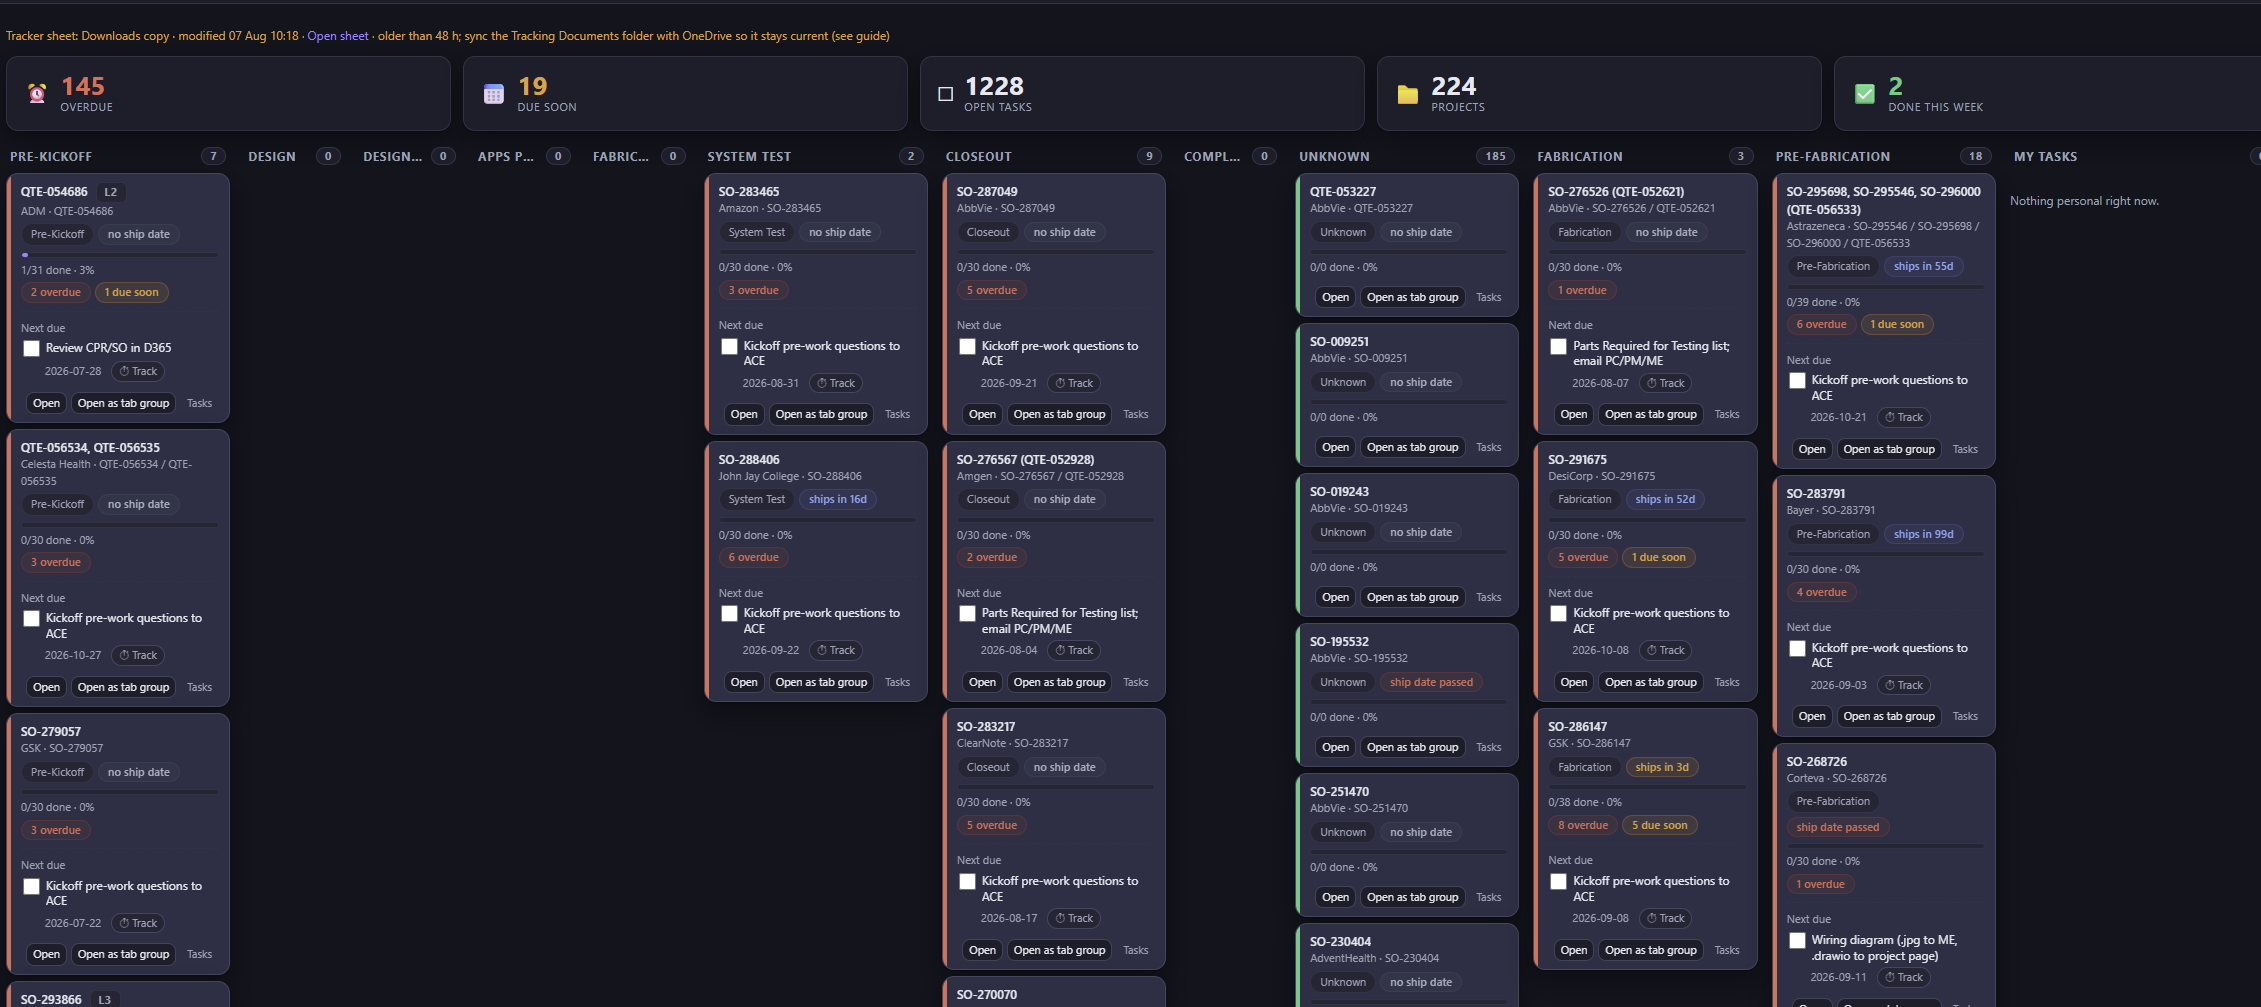 Tracker sheet: Downloads copy · modified 07 Aug 10:18 · Open sheet · older than 48 h; sync the Tracking Documents folder with OneDrive so it stays current (see guide)
145
OVERDUE
19
DUE SOON
1228
OPEN TASKS
224
PROJECTS
2
DONE THIS WEEK
PRE-KICKOFF 7
QTE-054686 L2
ADM · QTE-054686
Pre-Kickoff no ship date
1/31 done · 3%
2 overdue 1 due soon
Next due
Review CPR/SO in D365
2026-07-28 Track
Open Open as tab group Tasks
QTE-056534, QTE-056535
Celesta Health · QTE-056534 / QTE-
056535
Pre-Kickoff no ship date
0/30 done · 0%
3 overdue
Next due
Kickoff pre-work questions to
ACE
2026-10-27 Track
Open Open as tab group Tasks
SO-279057
GSK · SO-279057
Pre-Kickoff no ship date
0/30 done · 0%
3 overdue
Next due
Kickoff pre-work questions to
ACE
2026-07-22 Track
Open Open as tab group Tasks
SO-293866 L3
DESIGN 0
DESIGN... 0
APPS P... 0
FABRIC... 0
SYSTEM TEST 2
SO-283465
Amazon · SO-283465
System Test no ship date
0/30 done · 0%
3 overdue
Next due
Kickoff pre-work questions to
ACE
2026-08-31 Track
Open Open as tab group Tasks
SO-288406
John Jay College · SO-288406
System Test ships in 16d
0/30 done · 0%
6 overdue
Next due
Kickoff pre-work questions to
ACE
2026-09-22 Track
Open Open as tab group Tasks
CLOSEOUT 9
SO-287049
AbbVie · SO-287049
Closeout no ship date
0/30 done · 0%
5 overdue
Next due
Kickoff pre-work questions to
ACE
2026-09-21 Track
Open Open as tab group Tasks
SO-276567 (QTE-052928)
Amgen · SO-276567 / QTE-052928
Closeout no ship date
0/30 done · 0%
2 overdue
Next due
Parts Required for Testing list;
email PC/PM/ME
2026-08-04 Track
Open Open as tab group Tasks
SO-283217
ClearNote · SO-283217
Closeout no ship date
0/30 done · 0%
5 overdue
Next due
Kickoff pre-work questions to
ACE
2026-08-17 Track
Open Open as tab group Tasks
SO-270070
COMPL... 0
UNKNOWN 185
QTE-053227
AbbVie · QTE-053227
Unknown no ship date
0/0 done · 0%
Open Open as tab group Tasks
SO-009251
AbbVie · SO-009251
Unknown no ship date
0/0 done · 0%
Open Open as tab group Tasks
SO-019243
AbbVie · SO-019243
Unknown no ship date
0/0 done · 0%
Open Open as tab group Tasks
SO-195532
AbbVie · SO-195532
Unknown ship date passed
0/0 done · 0%
Open Open as tab group Tasks
SO-251470
AbbVie · SO-251470
Unknown no ship date
0/0 done · 0%
Open Open as tab group Tasks
SO-230404
AdventHealth · SO-230404
Unknown no ship date
FABRICATION 3
SO-276526 (QTE-052621)
AbbVie · SO-276526 / QTE-052621
Fabrication no ship date
0/30 done · 0%
1 overdue
Next due
Parts Required for Testing list;
email PC/PM/ME
2026-08-07 Track
Open Open as tab group Tasks
SO-291675
DesiCorp · SO-291675
Fabrication ships in 52d
0/30 done · 0%
5 overdue 1 due soon
Next due
Kickoff pre-work questions to
ACE
2026-10-08 Track
Open Open as tab group Tasks
SO-286147
GSK · SO-286147
Fabrication ships in 3d
0/38 done · 0%
8 overdue 5 due soon
Next due
Kickoff pre-work questions to
ACE
2026-09-08 Track
Open Open as tab group Tasks
PRE-FABRICATION 18
SO-295698, SO-295546, SO-296000
(QTE-056533)
Astrazeneca · SO-295546 / SO-295698 /
SO-296000 / QTE-056533
Pre-Fabrication ships in 55d
0/39 done · 0%
6 overdue 1 due soon
Next due
Kickoff pre-work questions to
ACE
2026-10-21 Track
Open Open as tab group Tasks
SO-283791
Bayer · SO-283791
Pre-Fabrication ships in 99d
0/30 done · 0%
4 overdue
Next due
Kickoff pre-work questions to
ACE
2026-09-03 Track
Open Open as tab group Tasks
SO-268726
Corteva · SO-268726
Pre-Fabrication
ship date passed
0/30 done · 0%
1 overdue
Next due
Wiring diagram (.jpg to ME,
.drawio to project page)
2026-09-11 Track
MY TASKS
Nothing personal right now.